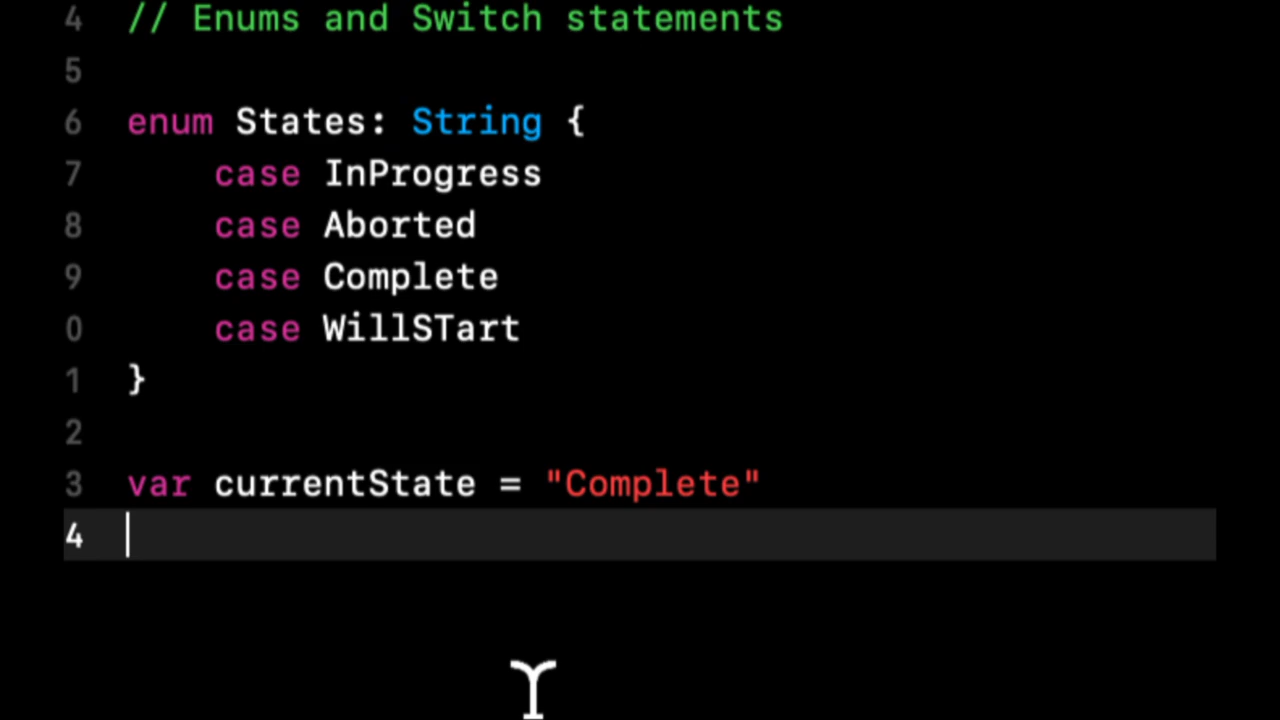 4 // Enums and Switch statements
5
6 enum States: String {
7 case InProgress
8 case Aborted
9 case Complete
0 case WillSTart
1 }
2
3 var currentState = "Complete"
4